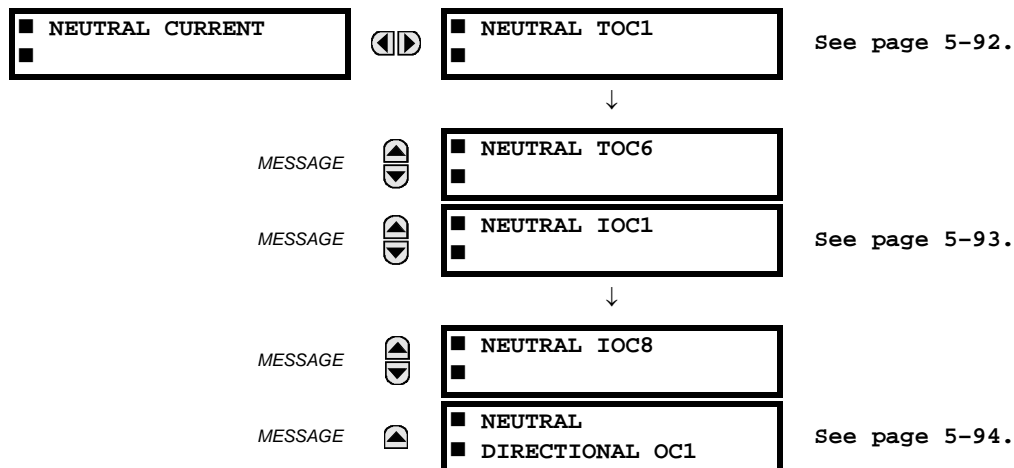 ■ NEUTRAL CURRENT
■
■ NEUTRAL TOC1
■
See page 5-92.
↓
MESSAGE
■ NEUTRAL TOC6
■
MESSAGE
■ NEUTRAL IOC1
■
See page 5-93.
↓
MESSAGE
■ NEUTRAL IOC8
■
MESSAGE
■ NEUTRAL
■ DIRECTIONAL OC1
See page 5-94.